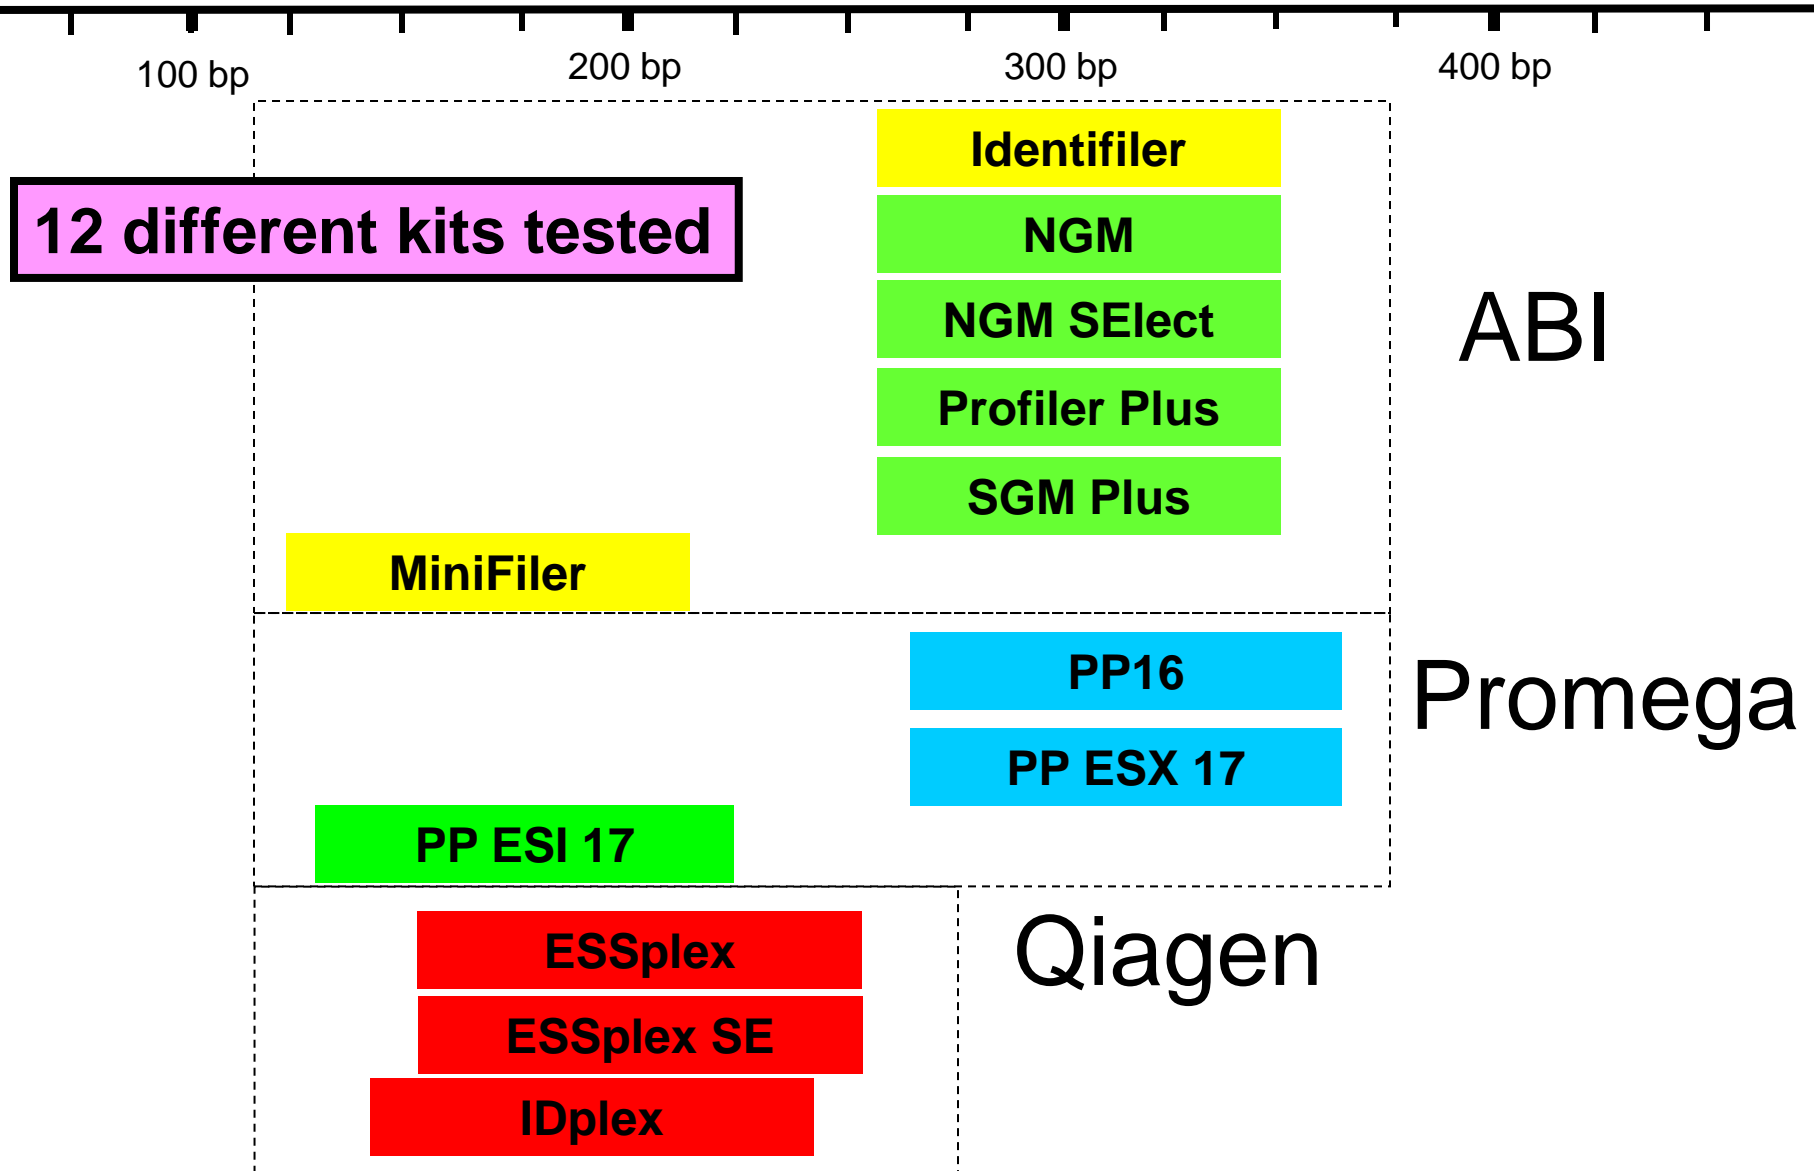 100 bp
200 bp
300 bp
400 bp
12 different kits tested
Identifiler
NGM
NGM SElect
Profiler Plus
SGM Plus
MiniFiler
ABI
PP16
PP ESX 17
PP ESI 17
Promega
ESSplex
ESSplex SE
IDplex
Qiagen